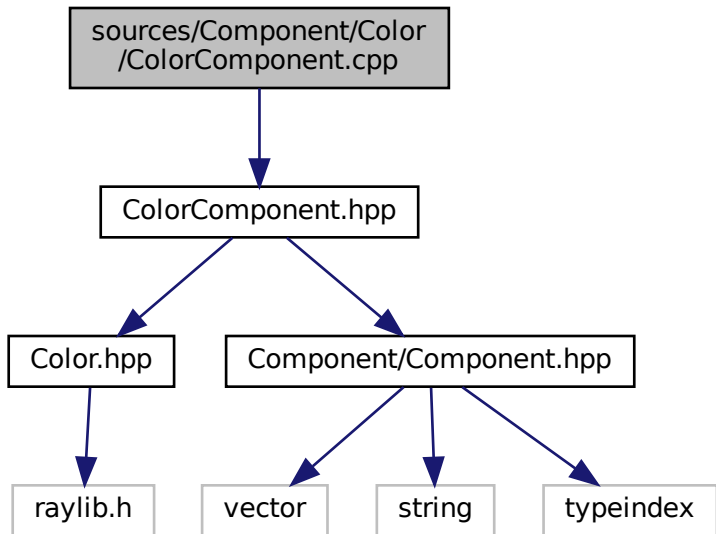 sources/Component/Color
/ColorComponent.cpp
ColorComponent.hpp
Color.hpp
Component/Component.hpp
raylib.h
vector
string
typeindex